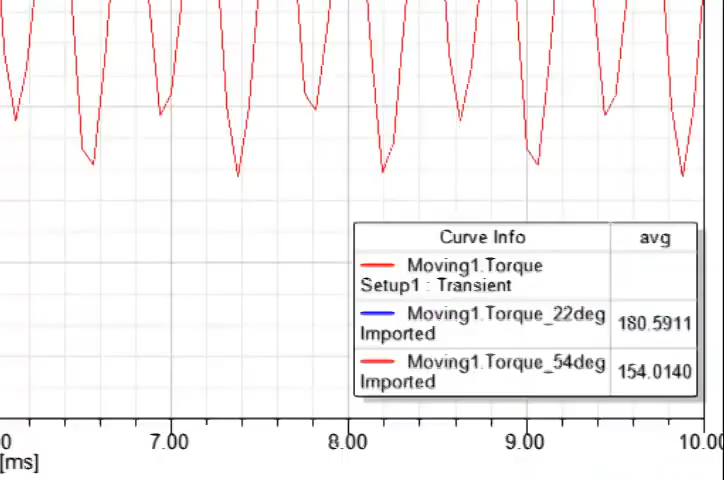 Curve Info avg
Moving1.Torque
Setup1 : Transient
Moving1.Torque_22deg 180.5911
Imported
Moving1.Torque_54deg 154.0140
Imported
0 7.00 8.00 9.00 10.00
[ms]